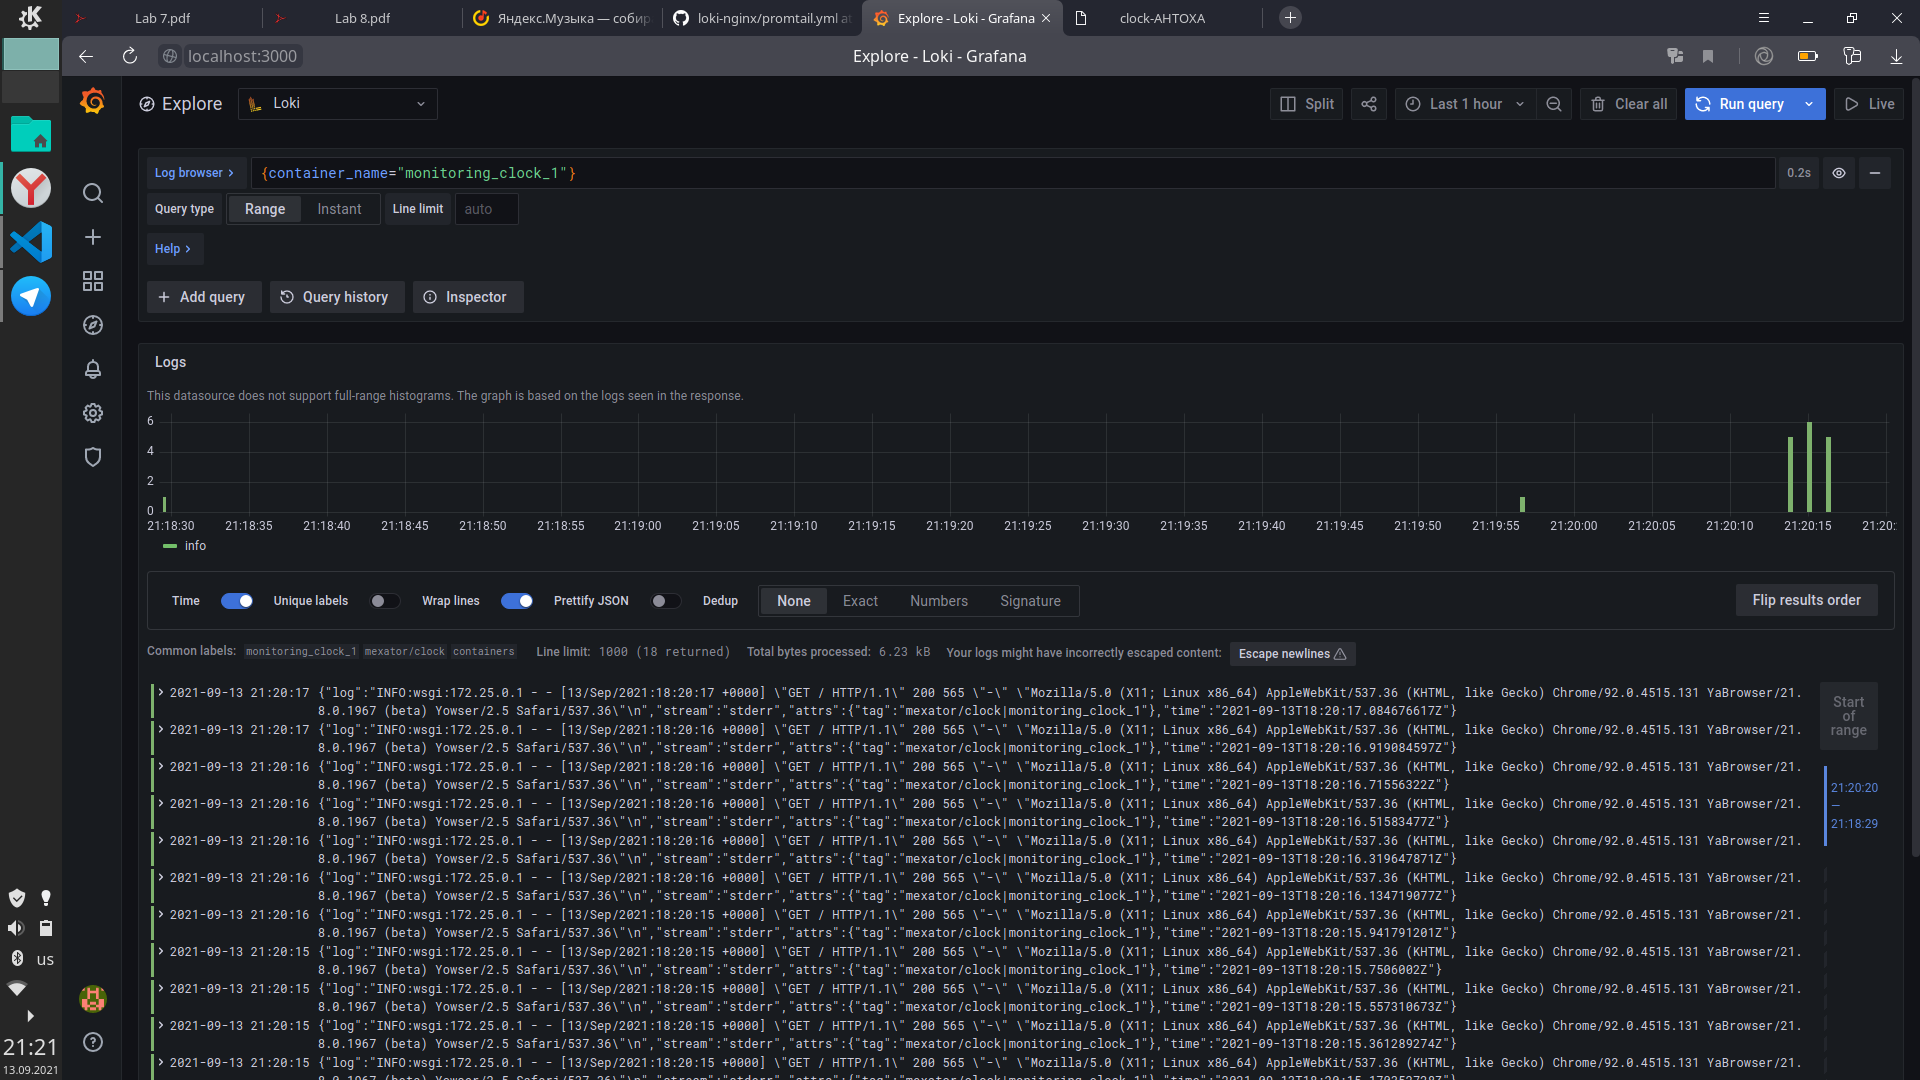 Lab 7.pdf
Lab 8.pdf
Яндекс.Музыка — собир
loki-nginx/promtail.yml at
Explore - Loki - Grafana
clock-AHTOXA
localhost:3000
Explore - Loki - Grafana
Explore
Loki
Split
Last 1 hour
Clear all
Run query
Live
Log browser
{container_name="monitoring_clock_1"}
0.2s
Query type
Range
Instant
Line limit
auto
Help
Add query
Query history
Inspector
Logs
This datasource does not support full-range histograms. The graph is based on the logs seen in the response.
6
4
2
0
21:18:30 21:18:35 21:18:40 21:18:45 21:18:50 21:18:55 21:19:00 21:19:05 21:19:10 21:19:15 21:19:20 21:19:25 21:19:30 21:19:35 21:19:40 21:19:45 21:19:50 21:19:55 21:20:00 21:20:05 21:20:10 21:20:15 21:20:
info
Time
Unique labels
Wrap lines
Prettify JSON
Dedup
None
Exact
Numbers
Signature
Flip results order
Common labels: monitoring_clock_1 mexator/clock containers Line limit: 1000 (18 returned) Total bytes processed: 6.23 kB Your logs might have incorrectly escaped content: Escape newlines
2021-09-13 21:20:17 {"log":"INFO:wsgi:172.25.0.1 - - [13/Sep/2021:18:20:17 +0000] \"GET / HTTP/1.1\" 200 565 \"-\" \"Mozilla/5.0 (X11; Linux x86_64) AppleWebKit/537.36 (KHTML, like Gecko) Chrome/92.0.4515.131 YaBrowser/21.
8.0.1967 (beta) Yowser/2.5 Safari/537.36\"\n","stream":"stderr","attrs":{"tag":"mexator/clock|monitoring_clock_1"},"time":"2021-09-13T18:20:17.084676617Z"}
2021-09-13 21:20:17 {"log":"INFO:wsgi:172.25.0.1 - - [13/Sep/2021:18:20:16 +0000] \"GET / HTTP/1.1\" 200 565 \"-\" \"Mozilla/5.0 (X11; Linux x86_64) AppleWebKit/537.36 (KHTML, like Gecko) Chrome/92.0.4515.131 YaBrowser/21.
8.0.1967 (beta) Yowser/2.5 Safari/537.36\"\n","stream":"stderr","attrs":{"tag":"mexator/clock|monitoring_clock_1"},"time":"2021-09-13T18:20:16.919084597Z"}
2021-09-13 21:20:16 {"log":"INFO:wsgi:172.25.0.1 - - [13/Sep/2021:18:20:16 +0000] \"GET / HTTP/1.1\" 200 565 \"-\" \"Mozilla/5.0 (X11; Linux x86_64) AppleWebKit/537.36 (KHTML, like Gecko) Chrome/92.0.4515.131 YaBrowser/21.
8.0.1967 (beta) Yowser/2.5 Safari/537.36\"\n","stream":"stderr","attrs":{"tag":"mexator/clock|monitoring_clock_1"},"time":"2021-09-13T18:20:16.71556322Z"}
2021-09-13 21:20:16 {"log":"INFO:wsgi:172.25.0.1 - - [13/Sep/2021:18:20:16 +0000] \"GET / HTTP/1.1\" 200 565 \"-\" \"Mozilla/5.0 (X11; Linux x86_64) AppleWebKit/537.36 (KHTML, like Gecko) Chrome/92.0.4515.131 YaBrowser/21.
8.0.1967 (beta) Yowser/2.5 Safari/537.36\"\n","stream":"stderr","attrs":{"tag":"mexator/clock|monitoring_clock_1"},"time":"2021-09-13T18:20:16.51583477Z"}
2021-09-13 21:20:16 {"log":"INFO:wsgi:172.25.0.1 - - [13/Sep/2021:18:20:16 +0000] \"GET / HTTP/1.1\" 200 565 \"-\" \"Mozilla/5.0 (X11; Linux x86_64) AppleWebKit/537.36 (KHTML, like Gecko) Chrome/92.0.4515.131 YaBrowser/21.
8.0.1967 (beta) Yowser/2.5 Safari/537.36\"\n","stream":"stderr","attrs":{"tag":"mexator/clock|monitoring_clock_1"},"time":"2021-09-13T18:20:16.319647871Z"}
2021-09-13 21:20:16 {"log":"INFO:wsgi:172.25.0.1 - - [13/Sep/2021:18:20:16 +0000] \"GET / HTTP/1.1\" 200 565 \"-\" \"Mozilla/5.0 (X11; Linux x86_64) AppleWebKit/537.36 (KHTML, like Gecko) Chrome/92.0.4515.131 YaBrowser/21.
8.0.1967 (beta) Yowser/2.5 Safari/537.36\"\n","stream":"stderr","attrs":{"tag":"mexator/clock|monitoring_clock_1"},"time":"2021-09-13T18:20:16.134719077Z"}
2021-09-13 21:20:16 {"log":"INFO:wsgi:172.25.0.1 - - [13/Sep/2021:18:20:15 +0000] \"GET / HTTP/1.1\" 200 565 \"-\" \"Mozilla/5.0 (X11; Linux x86_64) AppleWebKit/537.36 (KHTML, like Gecko) Chrome/92.0.4515.131 YaBrowser/21.
8.0.1967 (beta) Yowser/2.5 Safari/537.36\"\n","stream":"stderr","attrs":{"tag":"mexator/clock|monitoring_clock_1"},"time":"2021-09-13T18:20:15.941791201Z"}
2021-09-13 21:20:15 {"log":"INFO:wsgi:172.25.0.1 - - [13/Sep/2021:18:20:15 +0000] \"GET / HTTP/1.1\" 200 565 \"-\" \"Mozilla/5.0 (X11; Linux x86_64) AppleWebKit/537.36 (KHTML, like Gecko) Chrome/92.0.4515.131 YaBrowser/21.
8.0.1967 (beta) Yowser/2.5 Safari/537.36\"\n","stream":"stderr","attrs":{"tag":"mexator/clock|monitoring_clock_1"},"time":"2021-09-13T18:20:15.7506002Z"}
2021-09-13 21:20:15 {"log":"INFO:wsgi:172.25.0.1 - - [13/Sep/2021:18:20:15 +0000] \"GET / HTTP/1.1\" 200 565 \"-\" \"Mozilla/5.0 (X11; Linux x86_64) AppleWebKit/537.36 (KHTML, like Gecko) Chrome/92.0.4515.131 YaBrowser/21.
8.0.1967 (beta) Yowser/2.5 Safari/537.36\"\n","stream":"stderr","attrs":{"tag":"mexator/clock|monitoring_clock_1"},"time":"2021-09-13T18:20:15.557310673Z"}
2021-09-13 21:20:15 {"log":"INFO:wsgi:172.25.0.1 - - [13/Sep/2021:18:20:15 +0000] \"GET / HTTP/1.1\" 200 565 \"-\" \"Mozilla/5.0 (X11; Linux x86_64) AppleWebKit/537.36 (KHTML, like Gecko) Chrome/92.0.4515.131 YaBrowser/21.
8.0.1967 (beta) Yowser/2.5 Safari/537.36\"\n","stream":"stderr","attrs":{"tag":"mexator/clock|monitoring_clock_1"},"time":"2021-09-13T18:20:15.361289274Z"}
2021-09-13 21:20:15 {"log":"INFO:wsgi:172.25.0.1 - - [13/Sep/2021:18:20:15 +0000] \"GET / HTTP/1.1\" 200 565 \"-\" \"Mozilla/5.0 (X11; Linux x86_64) AppleWebKit/537.36 (KHTML, like Gecko) Chrome/92.0.4515.131 YaBrowser/21.
Start
of
range
21:20:20
—
21:18:29
us
21:21
13.09.2021